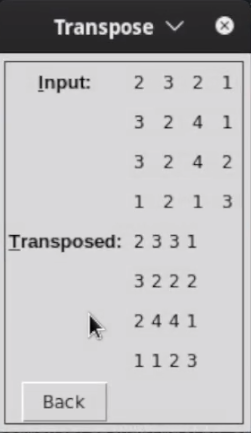 Transpose
Input: 2 3 2 1
3 2 4 1
3 2 4 2
1 2 1 3
Transposed: 2 3 3 1
3 2 2 2
2 4 4 1
1 1 2 3
Back